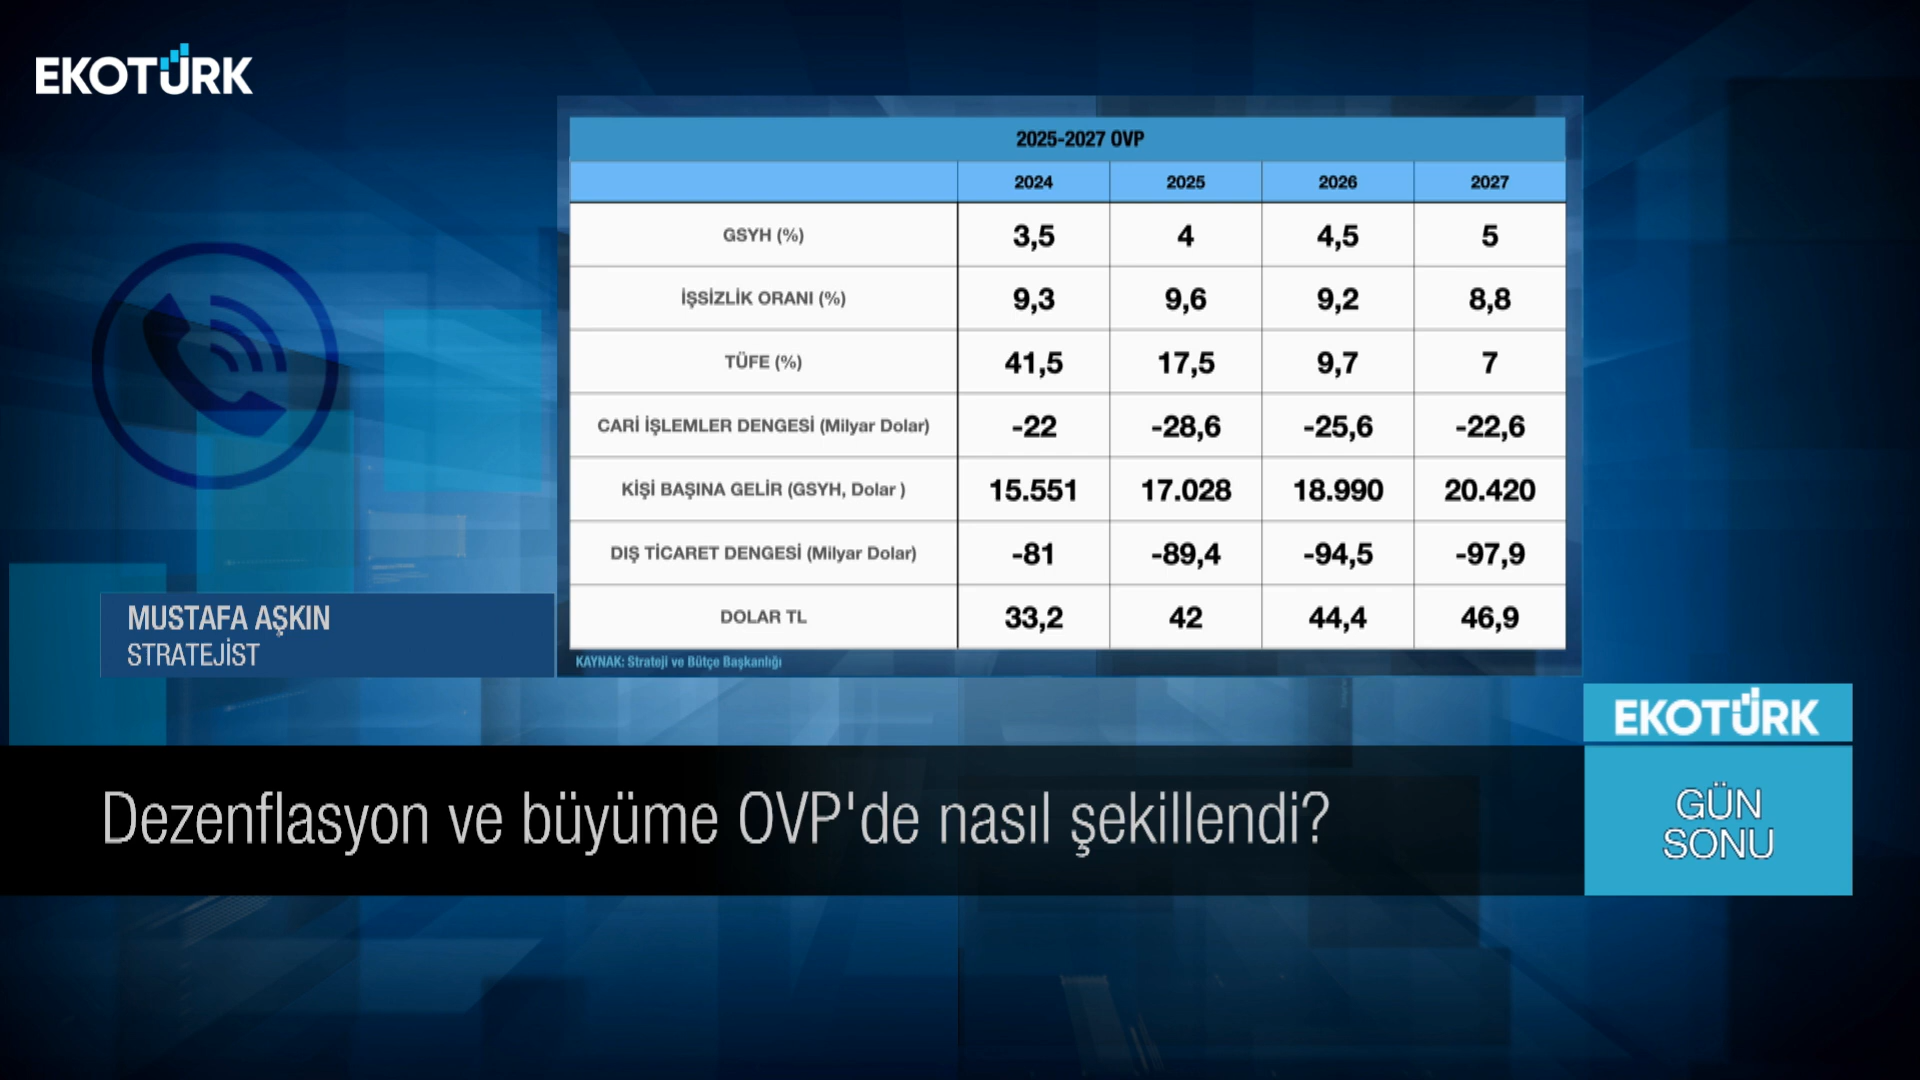 EKOTÜRK
2025-2027 OVP
2024 2025 2026 2027
GSYH (%) 3,5 4 4,5 5
İŞSİZLİK ORANI (%) 9,3 9,6 9,2 8,8
TÜFE (%) 41,5 17,5 9,7 7
CARİ İŞLEMLER DENGESİ (Milyar Dolar) -22 -28,6 -25,6 -22,6
KİŞİ BAŞINA GELİR (GSYH, Dolar ) 15.551 17.028 18.990 20.420
DIŞ TİCARET DENGESİ (Milyar Dolar) -81 -89,4 -94,5 -97,9
DOLAR TL 33,2 42 44,4 46,9
KAYNAK: Strateji ve Bütçe Başkanlığı
MUSTAFA AŞKIN
STRATEJİST
EKOTÜRK
Dezenflasyon ve büyüme OVP'de nasıl şekillendi?
GÜN
SONU